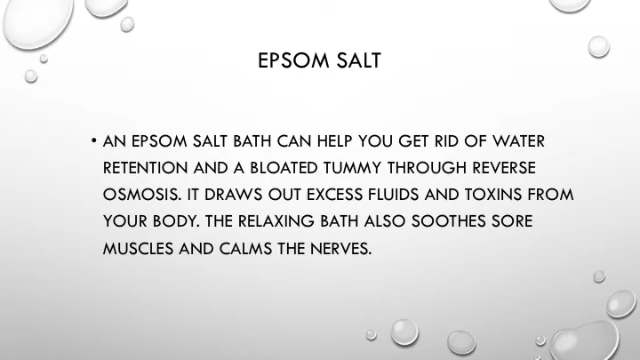 EPSOM SALT
• AN EPSOM SALT BATH CAN HELP YOU GET RID OF WATER
RETENTION AND A BLOATED TUMMY THROUGH REVERSE
OSMOSIS. IT DRAWS OUT EXCESS FLUIDS AND TOXINS FROM
YOUR BODY. THE RELAXING BATH ALSO SOOTHES SORE
MUSCLES AND CALMS THE NERVES.